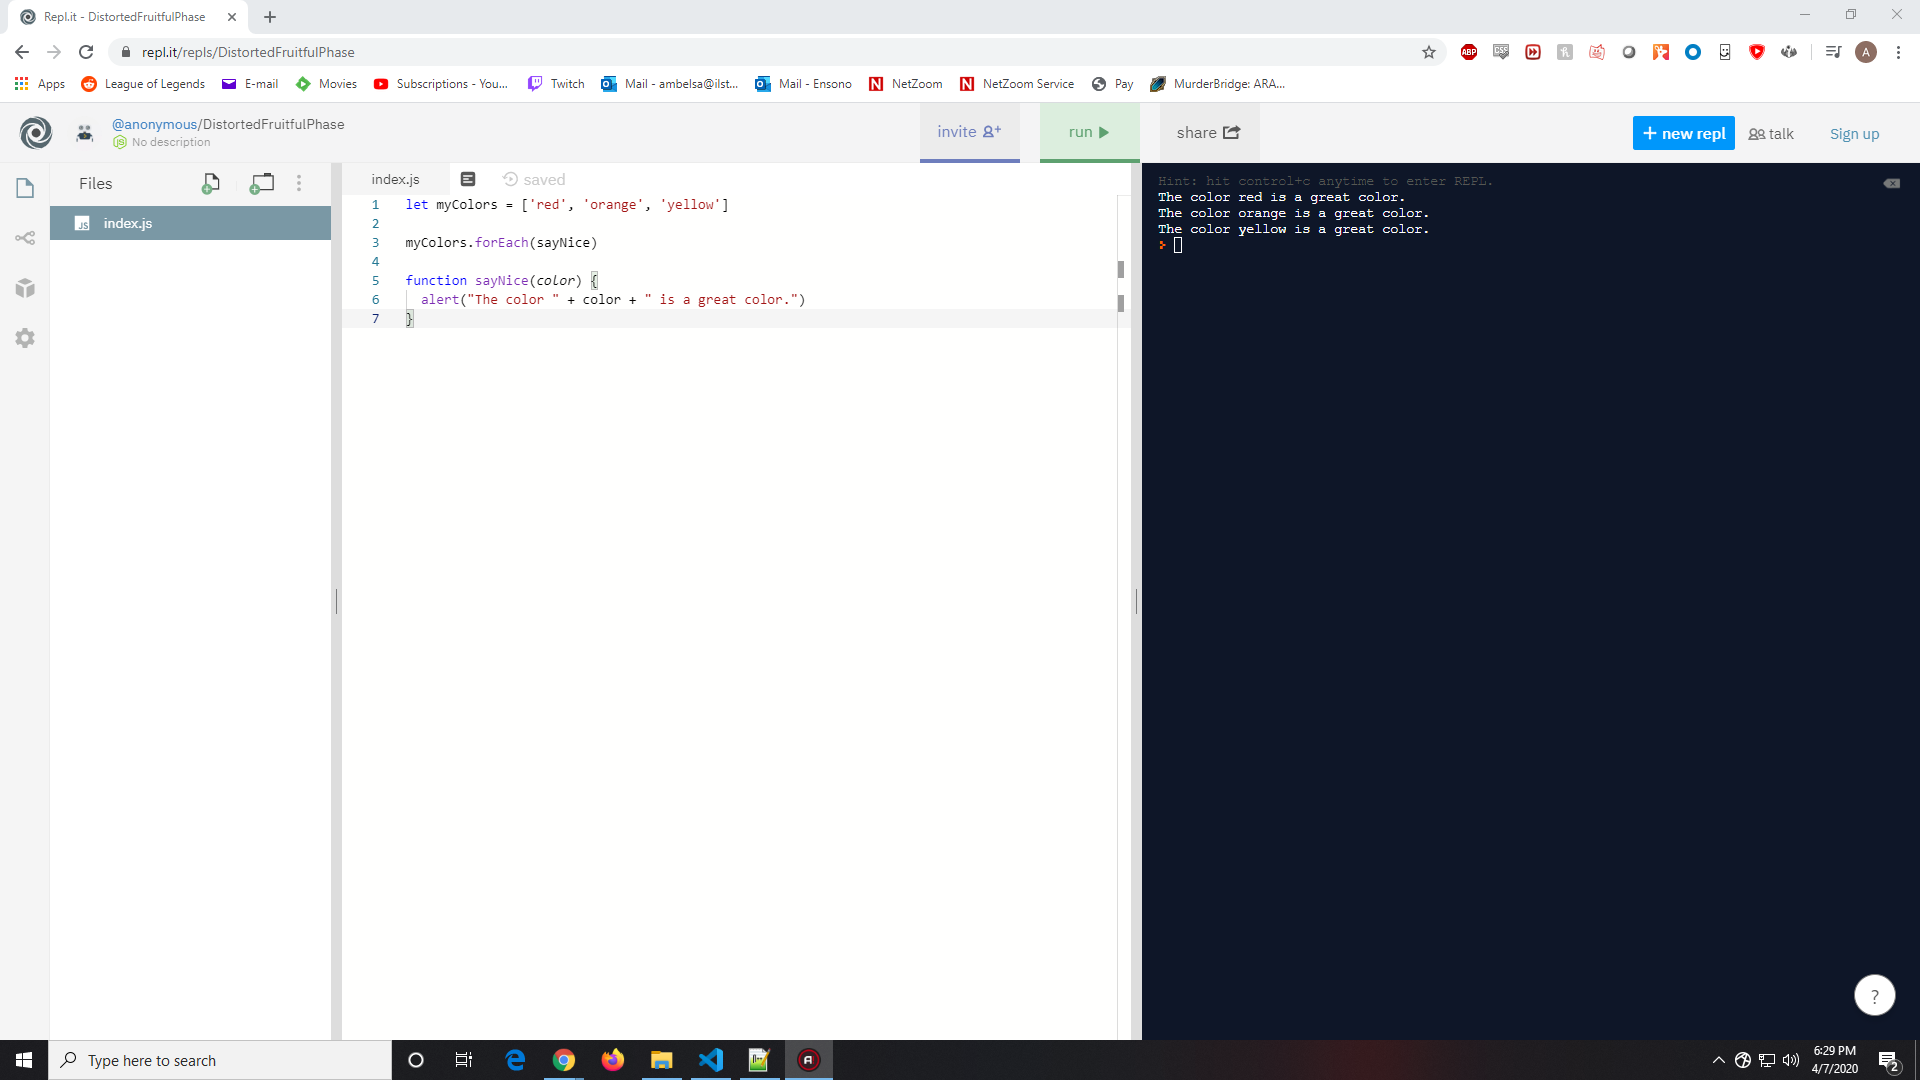 Repl.it - DistortedFruitfulPhase
repl.it/repls/DistortedFruitfulPhase
ABP
CSS
A
Apps
League of Legends
E-mail
Movies
Subscriptions - You...
Twitch
Mail - ambelsa@ilst...
Mail - Ensono
NetZoom
NetZoom Service
Pay
MurderBridge: ARA...
@anonymous/DistortedFruitfulPhase
No description
invite
run
share
+ new repl
talk
Sign up
Files
index.js
index.js
saved
1 let myColors = ['red', 'orange', 'yellow']
2
3 myColors.forEach(sayNice)
4
5 function sayNice(color) {
6 alert("The color " + color + " is a great color.")
7 }
Hint: hit control+c anytime to enter REPL.
The color red is a great color.
The color orange is a great color.
The color yellow is a great color.
?
Type here to search
6:29 PM
4/7/2020
2